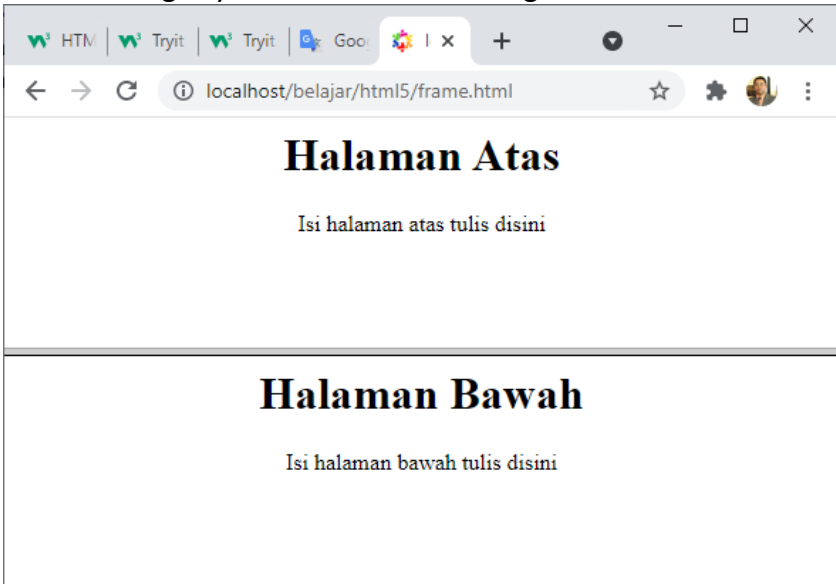 HTM Tryit Tryit Goo
localhost/belajar/html5/frame.html
Halaman Atas
Isi halaman atas tulis disini
Halaman Bawah
Isi halaman bawah tulis disini